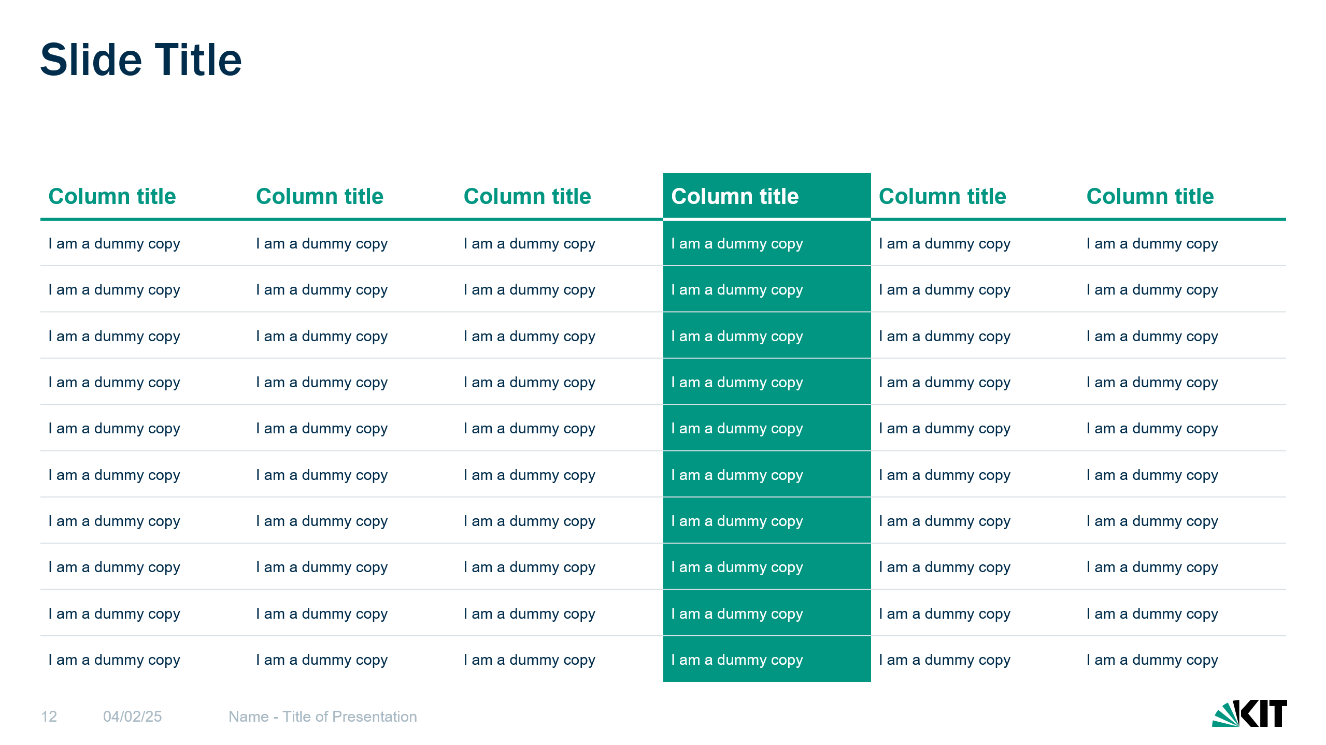 Slide Title
Column title Column title Column title Column title Column title Column title
I am a dummy copy I am a dummy copy I am a dummy copy I am a dummy copy I am a dummy copy I am a dummy copy
I am a dummy copy I am a dummy copy I am a dummy copy I am a dummy copy I am a dummy copy I am a dummy copy
I am a dummy copy I am a dummy copy I am a dummy copy I am a dummy copy I am a dummy copy I am a dummy copy
I am a dummy copy I am a dummy copy I am a dummy copy I am a dummy copy I am a dummy copy I am a dummy copy
I am a dummy copy I am a dummy copy I am a dummy copy I am a dummy copy I am a dummy copy I am a dummy copy
I am a dummy copy I am a dummy copy I am a dummy copy I am a dummy copy I am a dummy copy I am a dummy copy
I am a dummy copy I am a dummy copy I am a dummy copy I am a dummy copy I am a dummy copy I am a dummy copy
I am a dummy copy I am a dummy copy I am a dummy copy I am a dummy copy I am a dummy copy I am a dummy copy
I am a dummy copy I am a dummy copy I am a dummy copy I am a dummy copy I am a dummy copy I am a dummy copy
I am a dummy copy I am a dummy copy I am a dummy copy I am a dummy copy I am a dummy copy I am a dummy copy
12 04/02/25 Name - Title of Presentation KIT